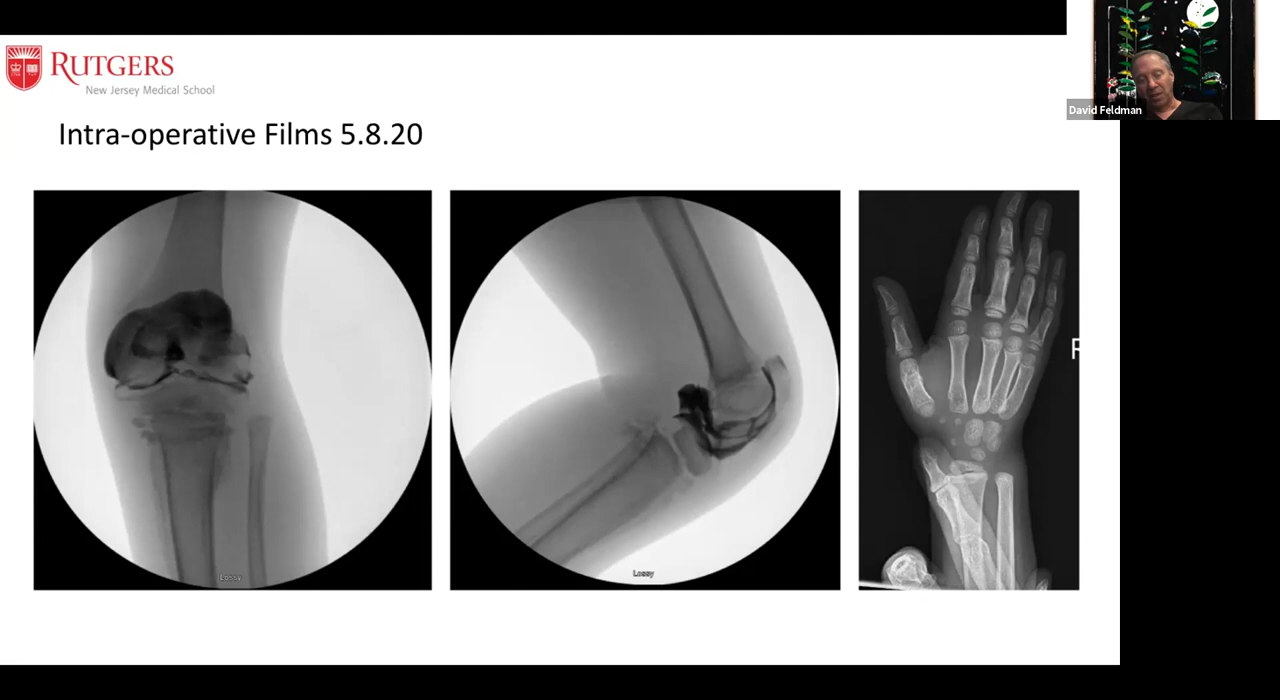 RUTGERS
New Jersey Medical School
David Feldman
Intra-operative Films 5.8.20
Lossy
Lossy
R